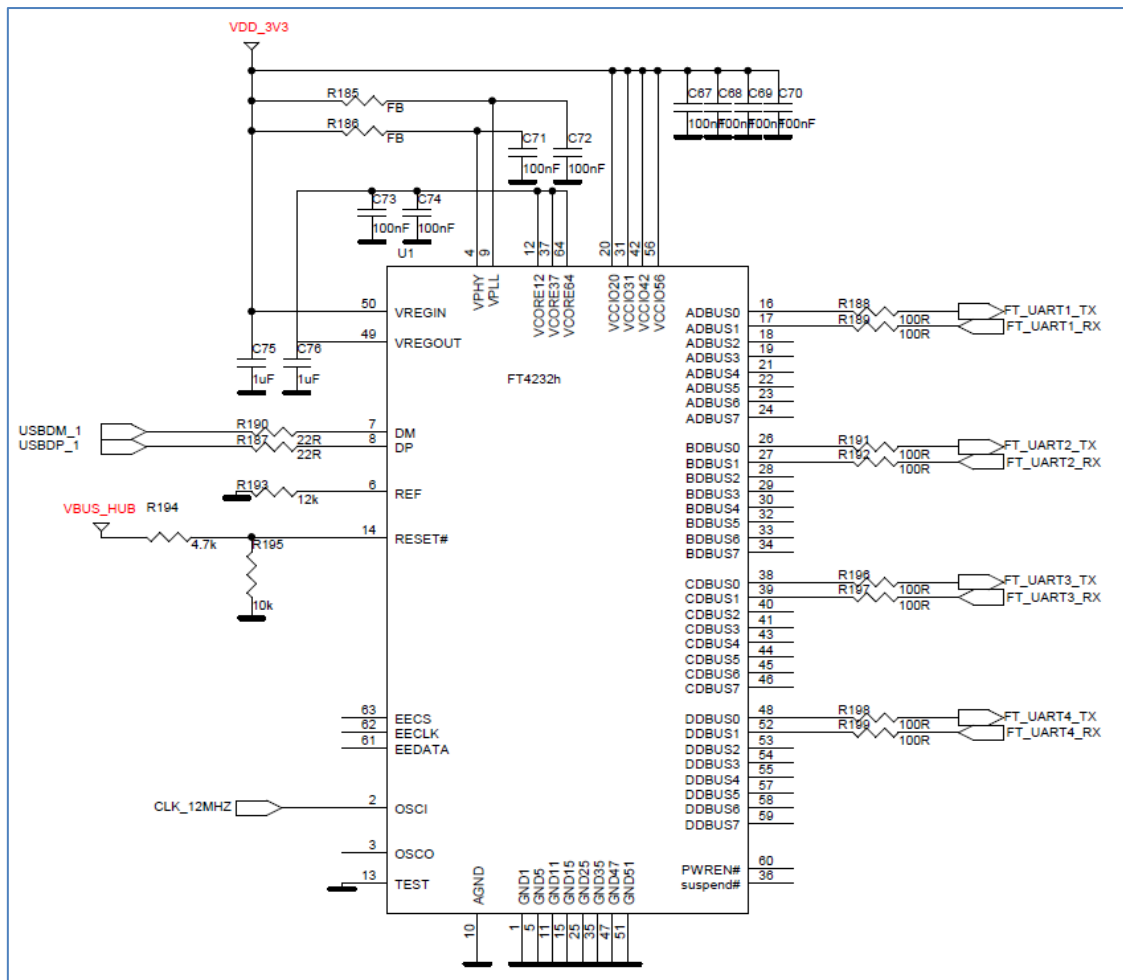 VDD_3V3
R185
FB
R186
FB
C67
C68
C69
C70
100nF
100nF
100nF
100nF
C71
100nF
C72
100nF
C73
100nF
C74
100nF
U1
4
9
12
37
64
20
31
42
56
VPHY
VPLL
VCORE12
VCORE37
VCORE64
VCCIO20
VCCIO31
VCCIO42
VCCIO56
50 VREGIN
49 VREGOUT
C75
1uF
C76
1uF
FT4232h
USBDM_1 R190 22R 7 DM
USBDP_1 R187 22R 8 DP
R193 12k 6 REF
VBUS_HUB
R194
4.7k
14 RESET#
R195
10k
63 EECS
62 EECLK
61 EEDATA
CLK_12MHZ 2 OSCI
3 OSCO
13 TEST
ADBUS0 16 R188 100R FT_UART1_TX
ADBUS1 17 R189 100R FT_UART1_RX
ADBUS2 18
ADBUS3 19
ADBUS4 21
ADBUS5 22
ADBUS6 23
ADBUS7 24
BDBUS0 26 R191 100R FT_UART2_TX
BDBUS1 27 R192 100R FT_UART2_RX
BDBUS2 28
BDBUS3 29
BDBUS4 30
BDBUS5 32
BDBUS6 33
BDBUS7 34
CDBUS0 38 R196 100R FT_UART3_TX
CDBUS1 39 R197 100R FT_UART3_RX
CDBUS2 40
CDBUS3 41
CDBUS4 43
CDBUS5 44
CDBUS6 45
CDBUS7 46
DDBUS0 48 R198 100R FT_UART4_TX
DDBUS1 52 R199 100R FT_UART4_RX
DDBUS2 53
DDBUS3 54
DDBUS4 55
DDBUS5 57
DDBUS6 58
DDBUS7 59
PWREN# 60
suspend# 36
AGND
GND1
GND5
GND11
GND15
GND25
GND35
GND47
GND51
10
1
5
11
15
25
35
47
51